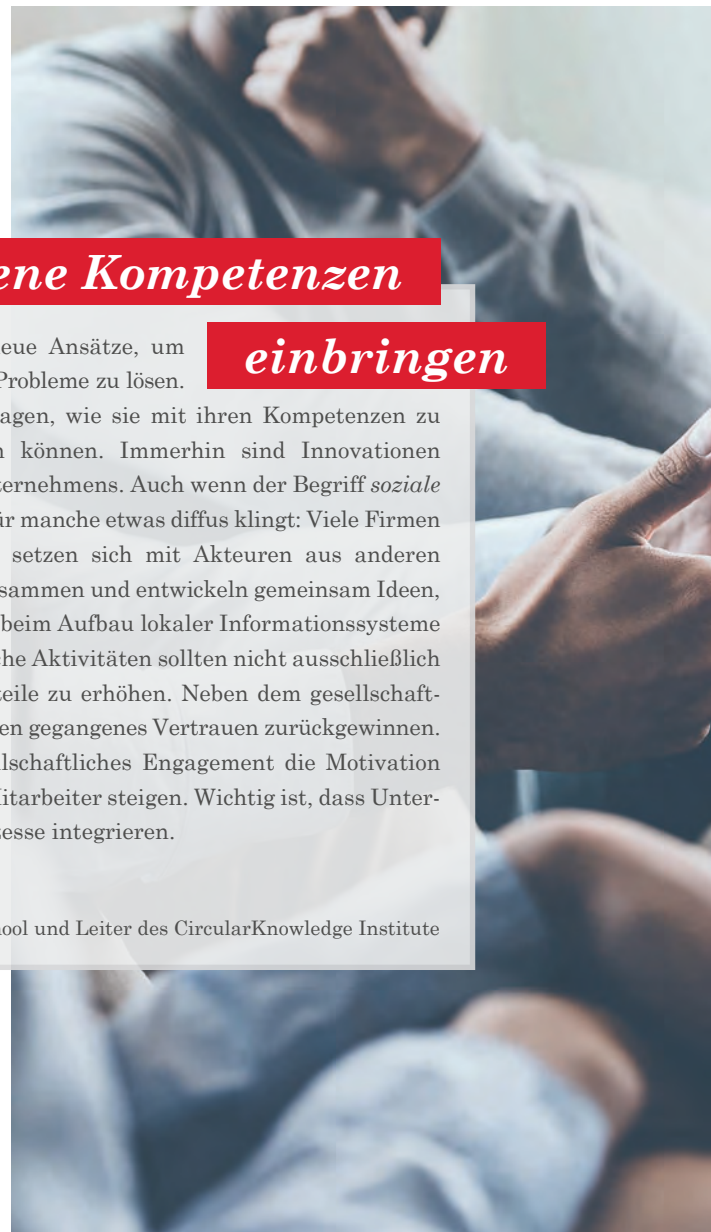 ene Kompetenzen
einbringen
eue Ansätze, um
Probleme zu lösen.
agen, wie sie mit ihren Kompetenzen zu
n können. Immerhin sind Innovationen
ternehmens. Auch wenn der Begriff soziale
ür manche etwas diffus klingt: Viele Firmen
setzen sich mit Akteuren aus anderen
sammen und entwickeln gemeinsam Ideen,
beim Aufbau lokaler Informationssysteme
che Aktivitäten sollten nicht ausschließlich
teile zu erhöhen. Neben dem gesellschaft-
en gegangenes Vertrauen zurückgewinnen.
llschaftliches Engagement die Motivation
Mitarbeiter steigen. Wichtig ist, dass Unter-
esse integrieren.
hool und Leiter des CircularKnowledge Institute